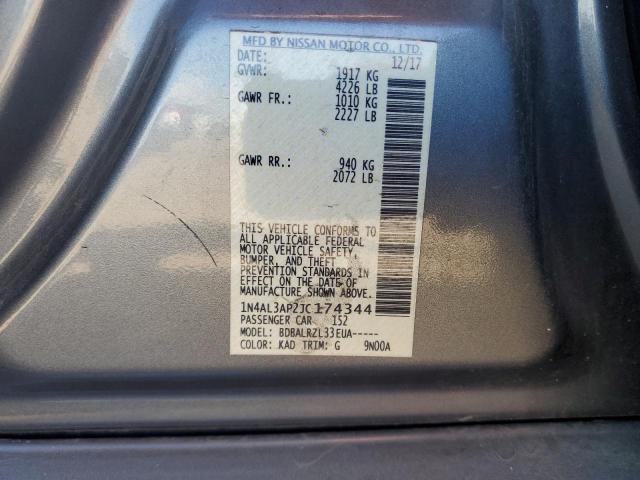 MFD BY NISSAN MOTOR CO., LTD.
DATE: 12/17
GVWR: 1917 KG
4226 LB
GAWR FR.: 1010 KG
2227 LB
GAWR RR.: 940 KG
2072 LB
THIS VEHICLE CONFORMS TO
ALL APPLICABLE FEDERAL
MOTOR VEHICLE SAFETY,
BUMPER, AND THEFT
PREVENTION STANDARDS IN
EFFECT ON THE DATE OF
MANUFACTURE SHOWN ABOVE.
1N4AL3AP2JC174344
PASSENGER CAR 152
MODEL: BDBALRZL33EUA-----
COLOR: KAD TRIM: G 9N00A